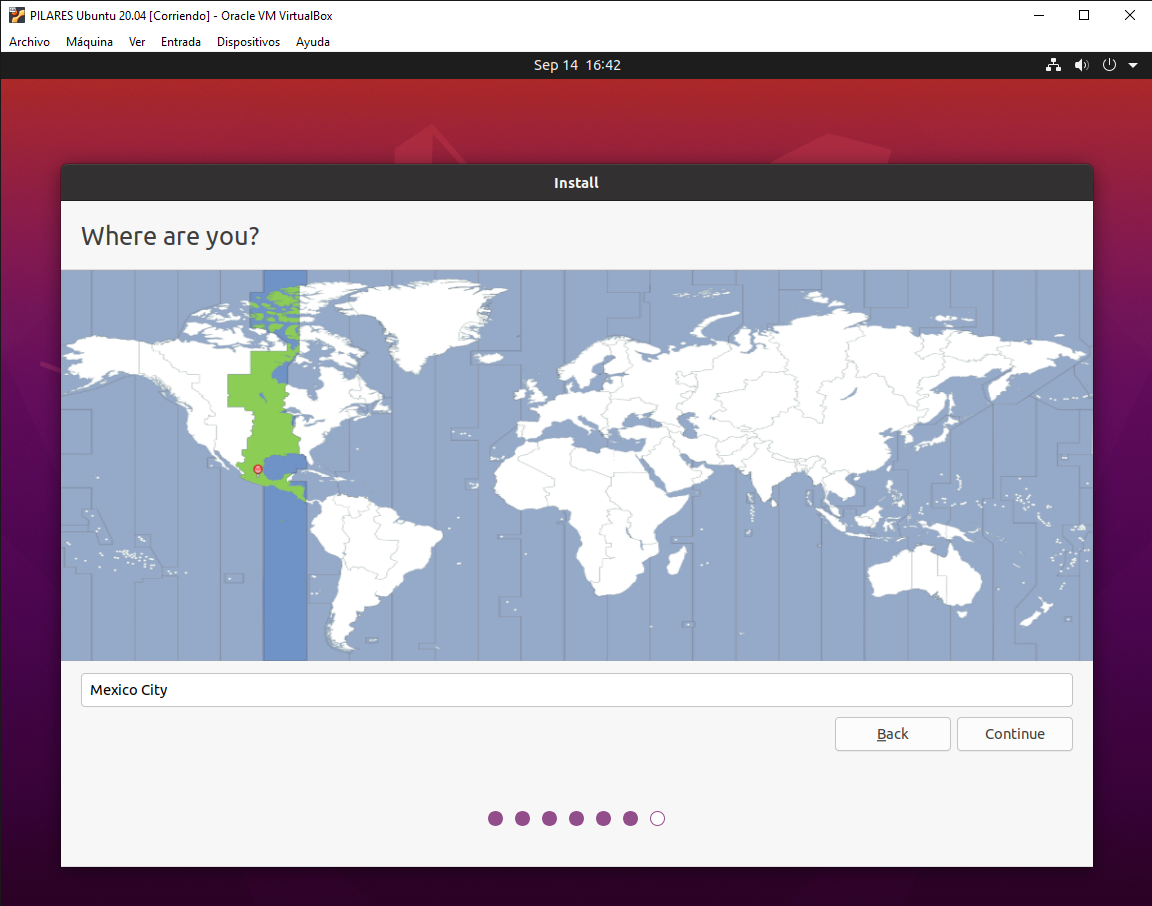 PILARES Ubuntu 20.04 [Corriendo] - Oracle VM VirtualBox
Archivo Máquina Ver Entrada Dispositivos Ayuda
Sep 14 16:42
Install
Where are you?
Mexico City
Back Continue